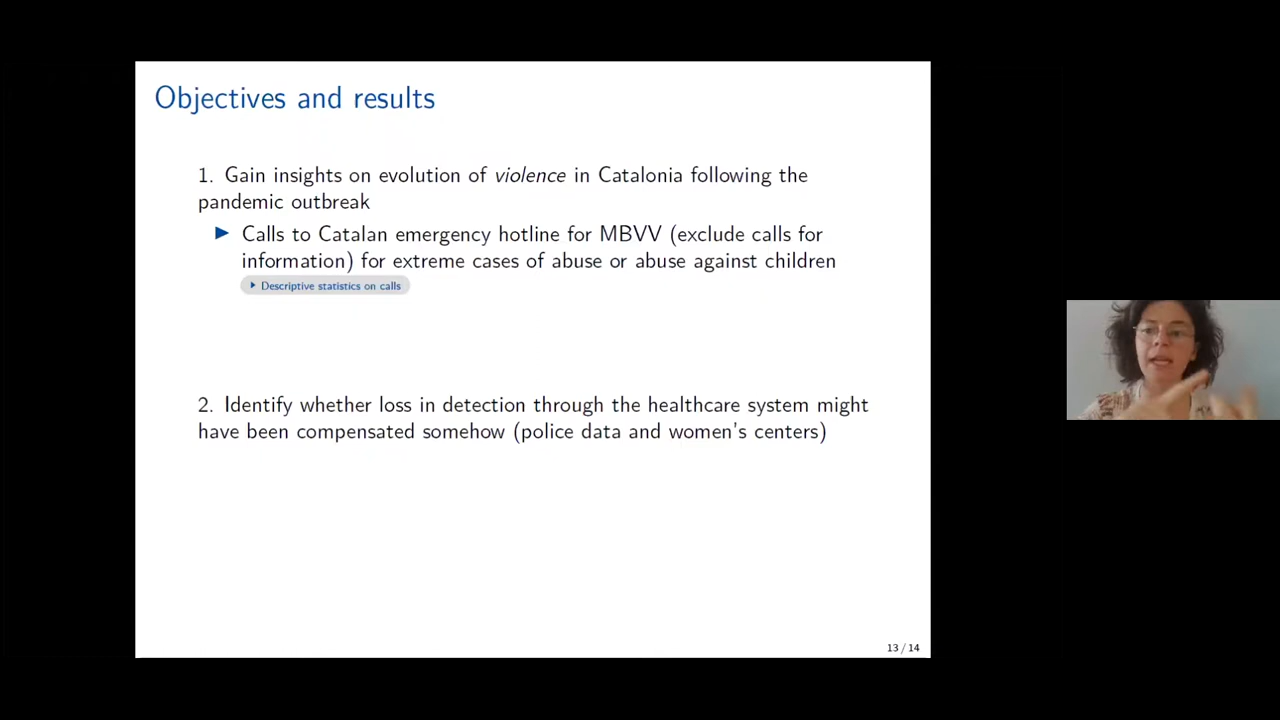 Objectives and results
1. Gain insights on evolution of violence in Catalonia following the
pandemic outbreak
▶ Calls to Catalan emergency hotline for MBVV (exclude calls for
information) for extreme cases of abuse or abuse against children
▶ Descriptive statistics on calls
2. Identify whether loss in detection through the healthcare system might
have been compensated somehow (police data and women's centers)
13 / 14